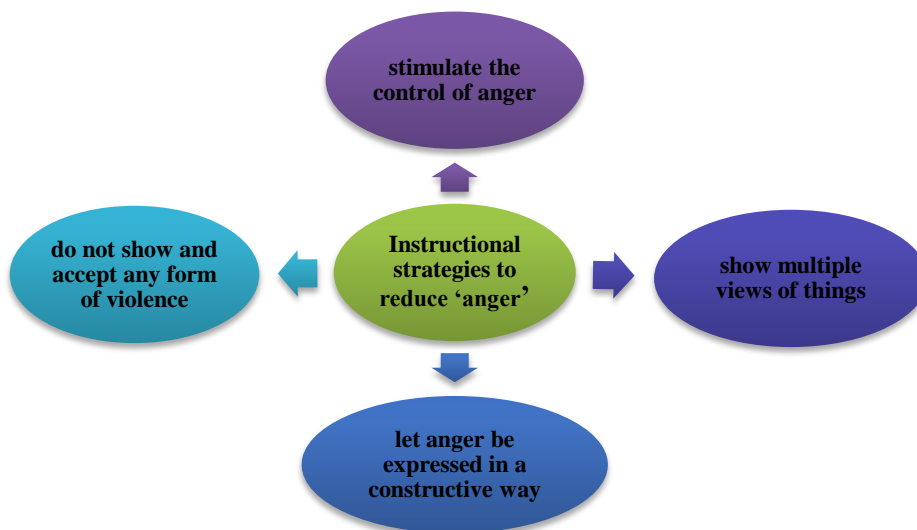 stimulate the
control of anger
do not show and
accept any form
of violence
Instructional
strategies to
reduce ‘anger’
show multiple
views of things
let anger be
expressed in a
constructive way